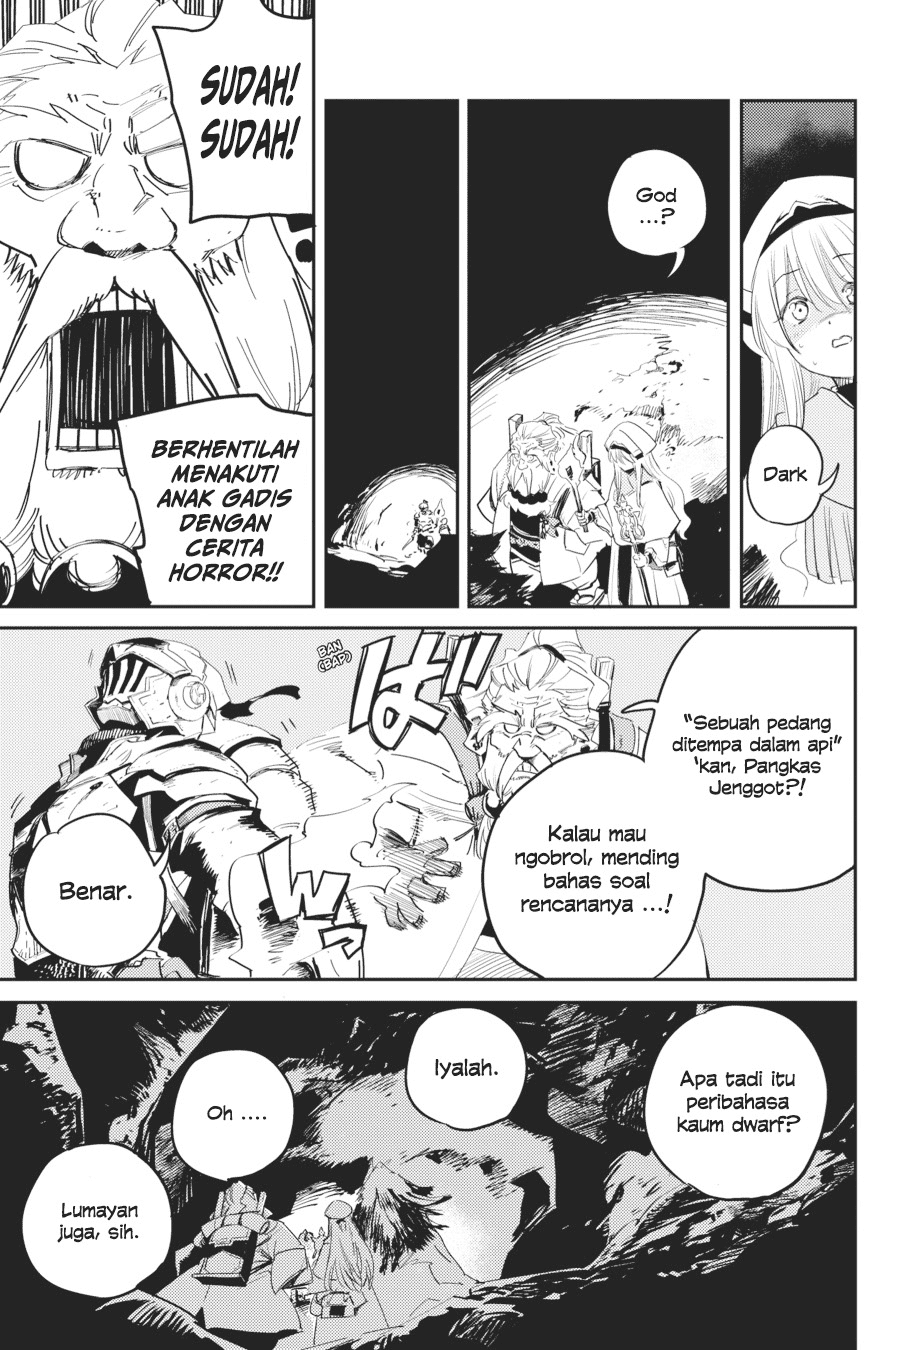 Dark
God
...?
SUDAH!
SUDAH!
BERHENTILAH
MENAKUTI
ANAK GADIS
DENGAN
CERITA
HORROR!!
"Sebuah pedang
ditempa dalam api"
'kan, Pangkas
Jenggot?!
Kalau mau
ngobrol, mending
bahas soal
rencananya ...!
ば!!
BAN
(BAP)
Wっ
Benar.
Apa tadi itu
peribahasa
kaum dwarf?
Iyalah.
Oh ....
Lumayan
juga, sih.